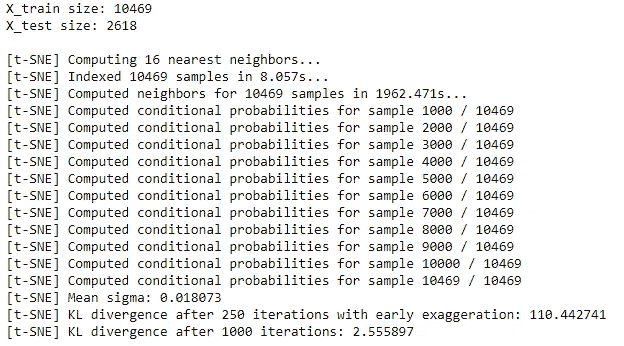 X_train size: 10469
X_test size: 2618
[t-SNE] Computing 16 nearest neighbors...
[t-SNE] Indexed 10469 samples in 8.057s...
[t-SNE] Computed neighbors for 10469 samples in 1962.471s...
[t-SNE] Computed conditional probabilities for sample 1000 / 10469
[t-SNE] Computed conditional probabilities for sample 2000 / 10469
[t-SNE] Computed conditional probabilities for sample 3000 / 10469
[t-SNE] Computed conditional probabilities for sample 4000 / 10469
[t-SNE] Computed conditional probabilities for sample 5000 / 10469
[t-SNE] Computed conditional probabilities for sample 6000 / 10469
[t-SNE] Computed conditional probabilities for sample 7000 / 10469
[t-SNE] Computed conditional probabilities for sample 8000 / 10469
[t-SNE] Computed conditional probabilities for sample 9000 / 10469
[t-SNE] Computed conditional probabilities for sample 10000 / 10469
[t-SNE] Computed conditional probabilities for sample 10469 / 10469
[t-SNE] Mean sigma: 0.018073
[t-SNE] KL divergence after 250 iterations with early exaggeration: 110.442741
[t-SNE] KL divergence after 1000 iterations: 2.555897